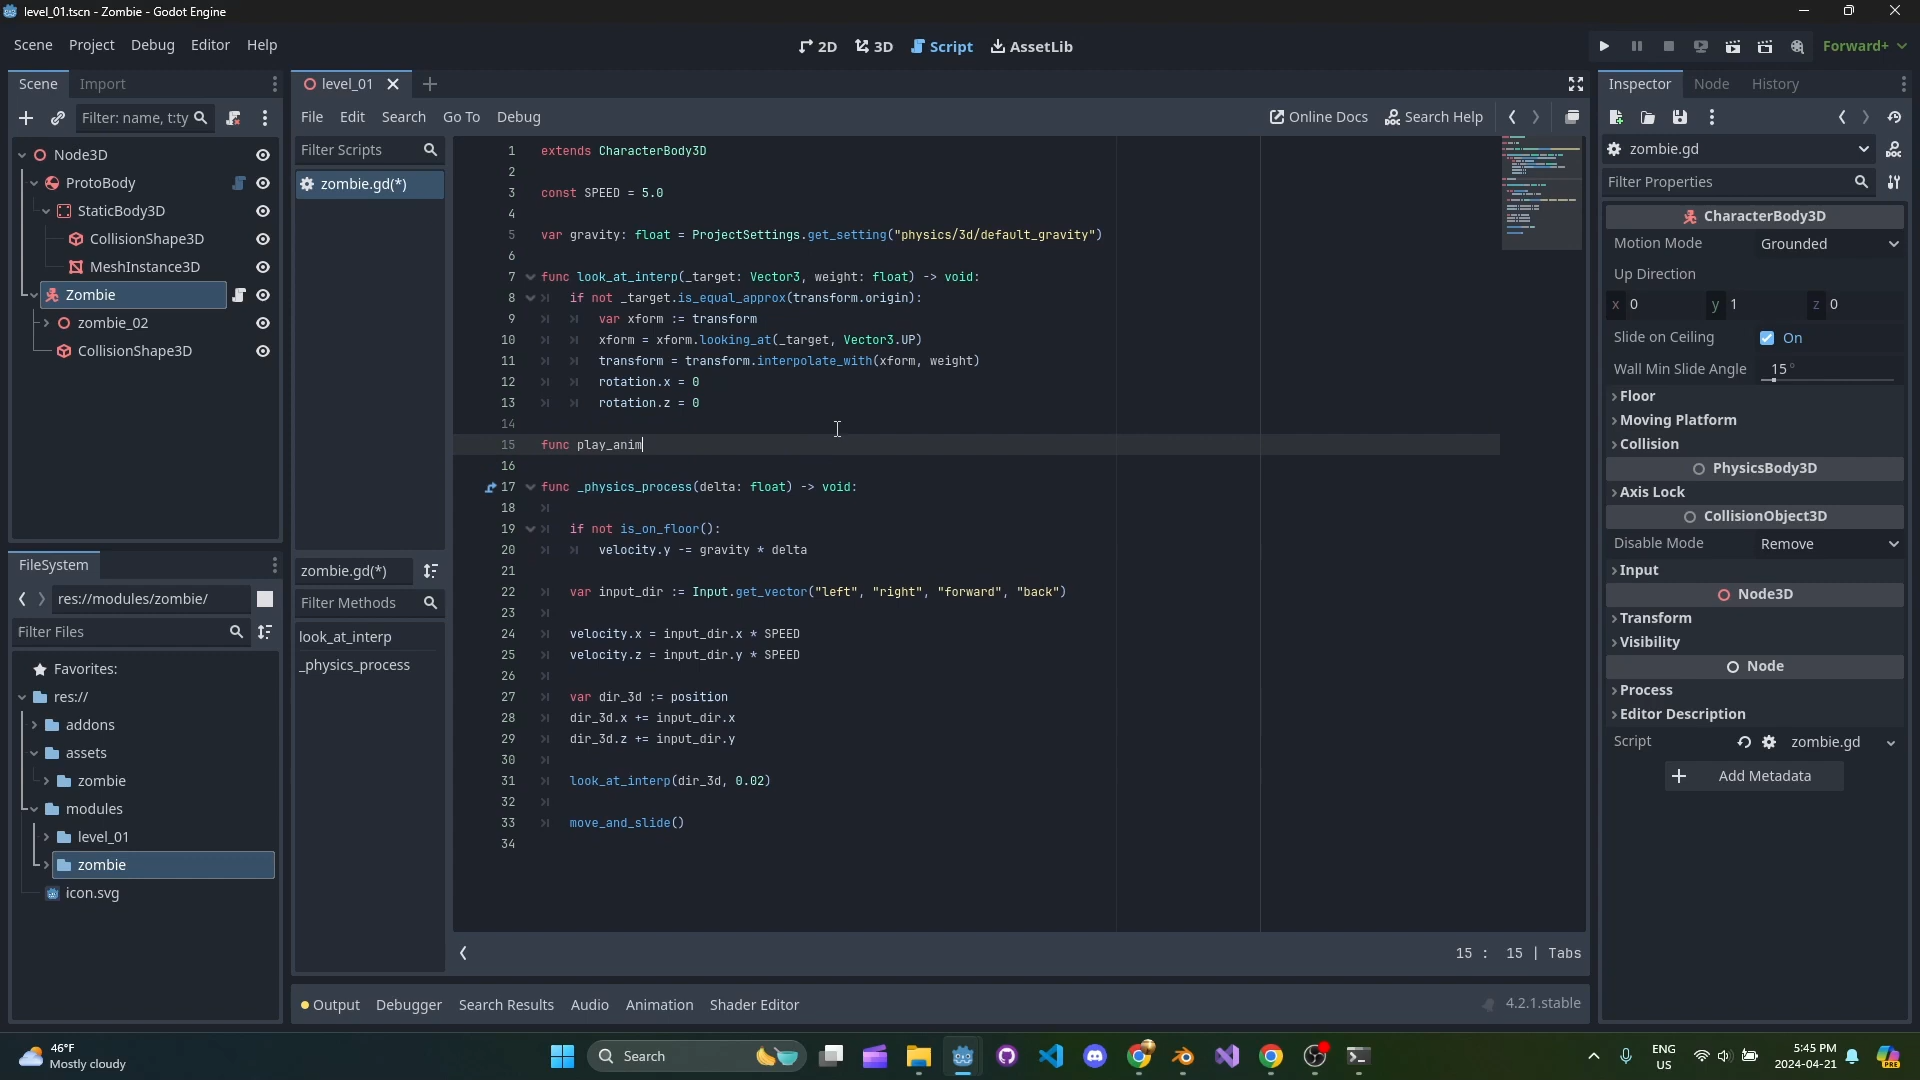 level_01.tscn - Zombie - Godot Engine
Scene Project Debug Editor Help
2D 3D Script AssetLib
Forward+
Scene Import
level_01
Inspector Node History
Filter: name, t:ty
File Edit Search Go To Debug
Online Docs Search Help
Node3D
ProtoBody
StaticBody3D
CollisionShape3D
MeshInstance3D
Zombie
zombie_02
CollisionShape3D
FileSystem
res://modules/zombie/
Filter Files
Favorites:
res://
addons
assets
zombie
modules
level_01
zombie
icon.svg
Filter Scripts
zombie.gd(*)
zombie.gd(*)
Filter Methods
look_at_interp
_physics_process
1 extends CharacterBody3D
2
3 const SPEED = 5.0
4
5 var gravity: float = ProjectSettings.get_setting("physics/3d/default_gravity")
6
7 func look_at_interp(_target: Vector3, weight: float) -> void:
8 if not _target.is_equal_approx(transform.origin):
9 var xform := transform
10 xform = xform.looking_at(_target, Vector3.UP)
11 transform = transform.interpolate_with(xform, weight)
12 rotation.x = 0
13 rotation.z = 0
14
15 func play_anim
16
17 func _physics_process(delta: float) -> void:
18
19 if not is_on_floor():
20 velocity.y -= gravity * delta
21
22 var input_dir := Input.get_vector("left", "right", "forward", "back")
23
24 velocity.x = input_dir.x * SPEED
25 velocity.z = input_dir.y * SPEED
26
27 var dir_3d := position
28 dir_3d.x += input_dir.x
29 dir_3d.z += input_dir.y
30
31 look_at_interp(dir_3d, 0.02)
32
33 move_and_slide()
34
15 : 15 | Tabs
Output Debugger Search Results Audio Animation Shader Editor
4.2.1.stable
zombie.gd
Filter Properties
CharacterBody3D
Motion Mode Grounded
Up Direction
x 0 y 1 z 0
Slide on Ceiling On
Wall Min Slide Angle 15 °
Floor
Moving Platform
Collision
PhysicsBody3D
Axis Lock
CollisionObject3D
Disable Mode Remove
Input
Node3D
Transform
Visibility
Node
Process
Editor Description
Script zombie.gd
Add Metadata
46°F
Mostly cloudy
Search
ENG
US
5:45 PM
2024-04-21
PRE